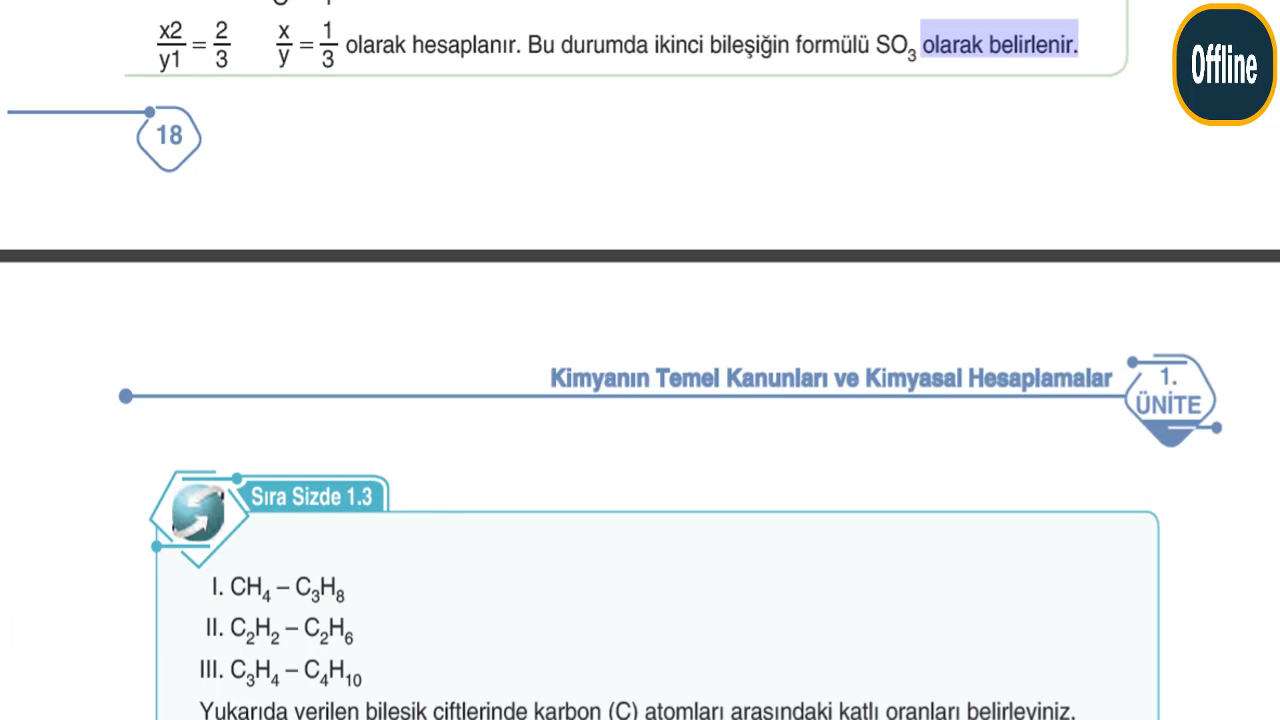 x2/y1 = 2/3 x/y = 1/3 olarak hesaplanır. Bu durumda ikinci bileşiğin formülü SO₃ olarak belirlenir.
Offline
18
Kimyanın Temel Kanunları ve Kimyasal Hesaplamalar
1.
ÜNİTE
Sıra Sizde 1.3
I. CH₄ – C₃H₈
II. C₂H₂ – C₂H₆
III. C₃H₄ – C₄H₁₀
Yukarıda verilen bileşik çiftlerinde karbon (C) atomları arasındaki katlı oranları belirleyiniz.